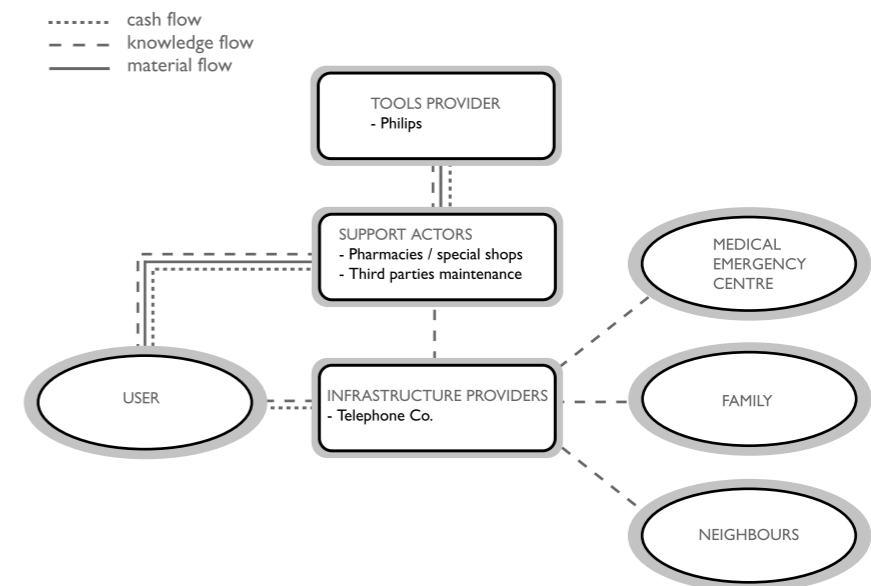 cash flow
knowledge flow
material flow
TOOLS PROVIDER
- Philips
SUPPORT ACTORS
- Pharmacies / special shops
- Third parties maintenance
MEDICAL
EMERGENCY
CENTRE
USER
INFRASTRUCTURE PROVIDERS
- Telephone Co.
FAMILY
NEIGHBOURS